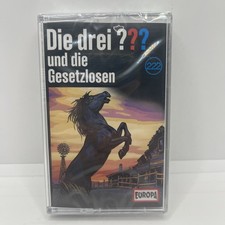 Die drei ???
und die
Gesetzlosen
222
EUROPA